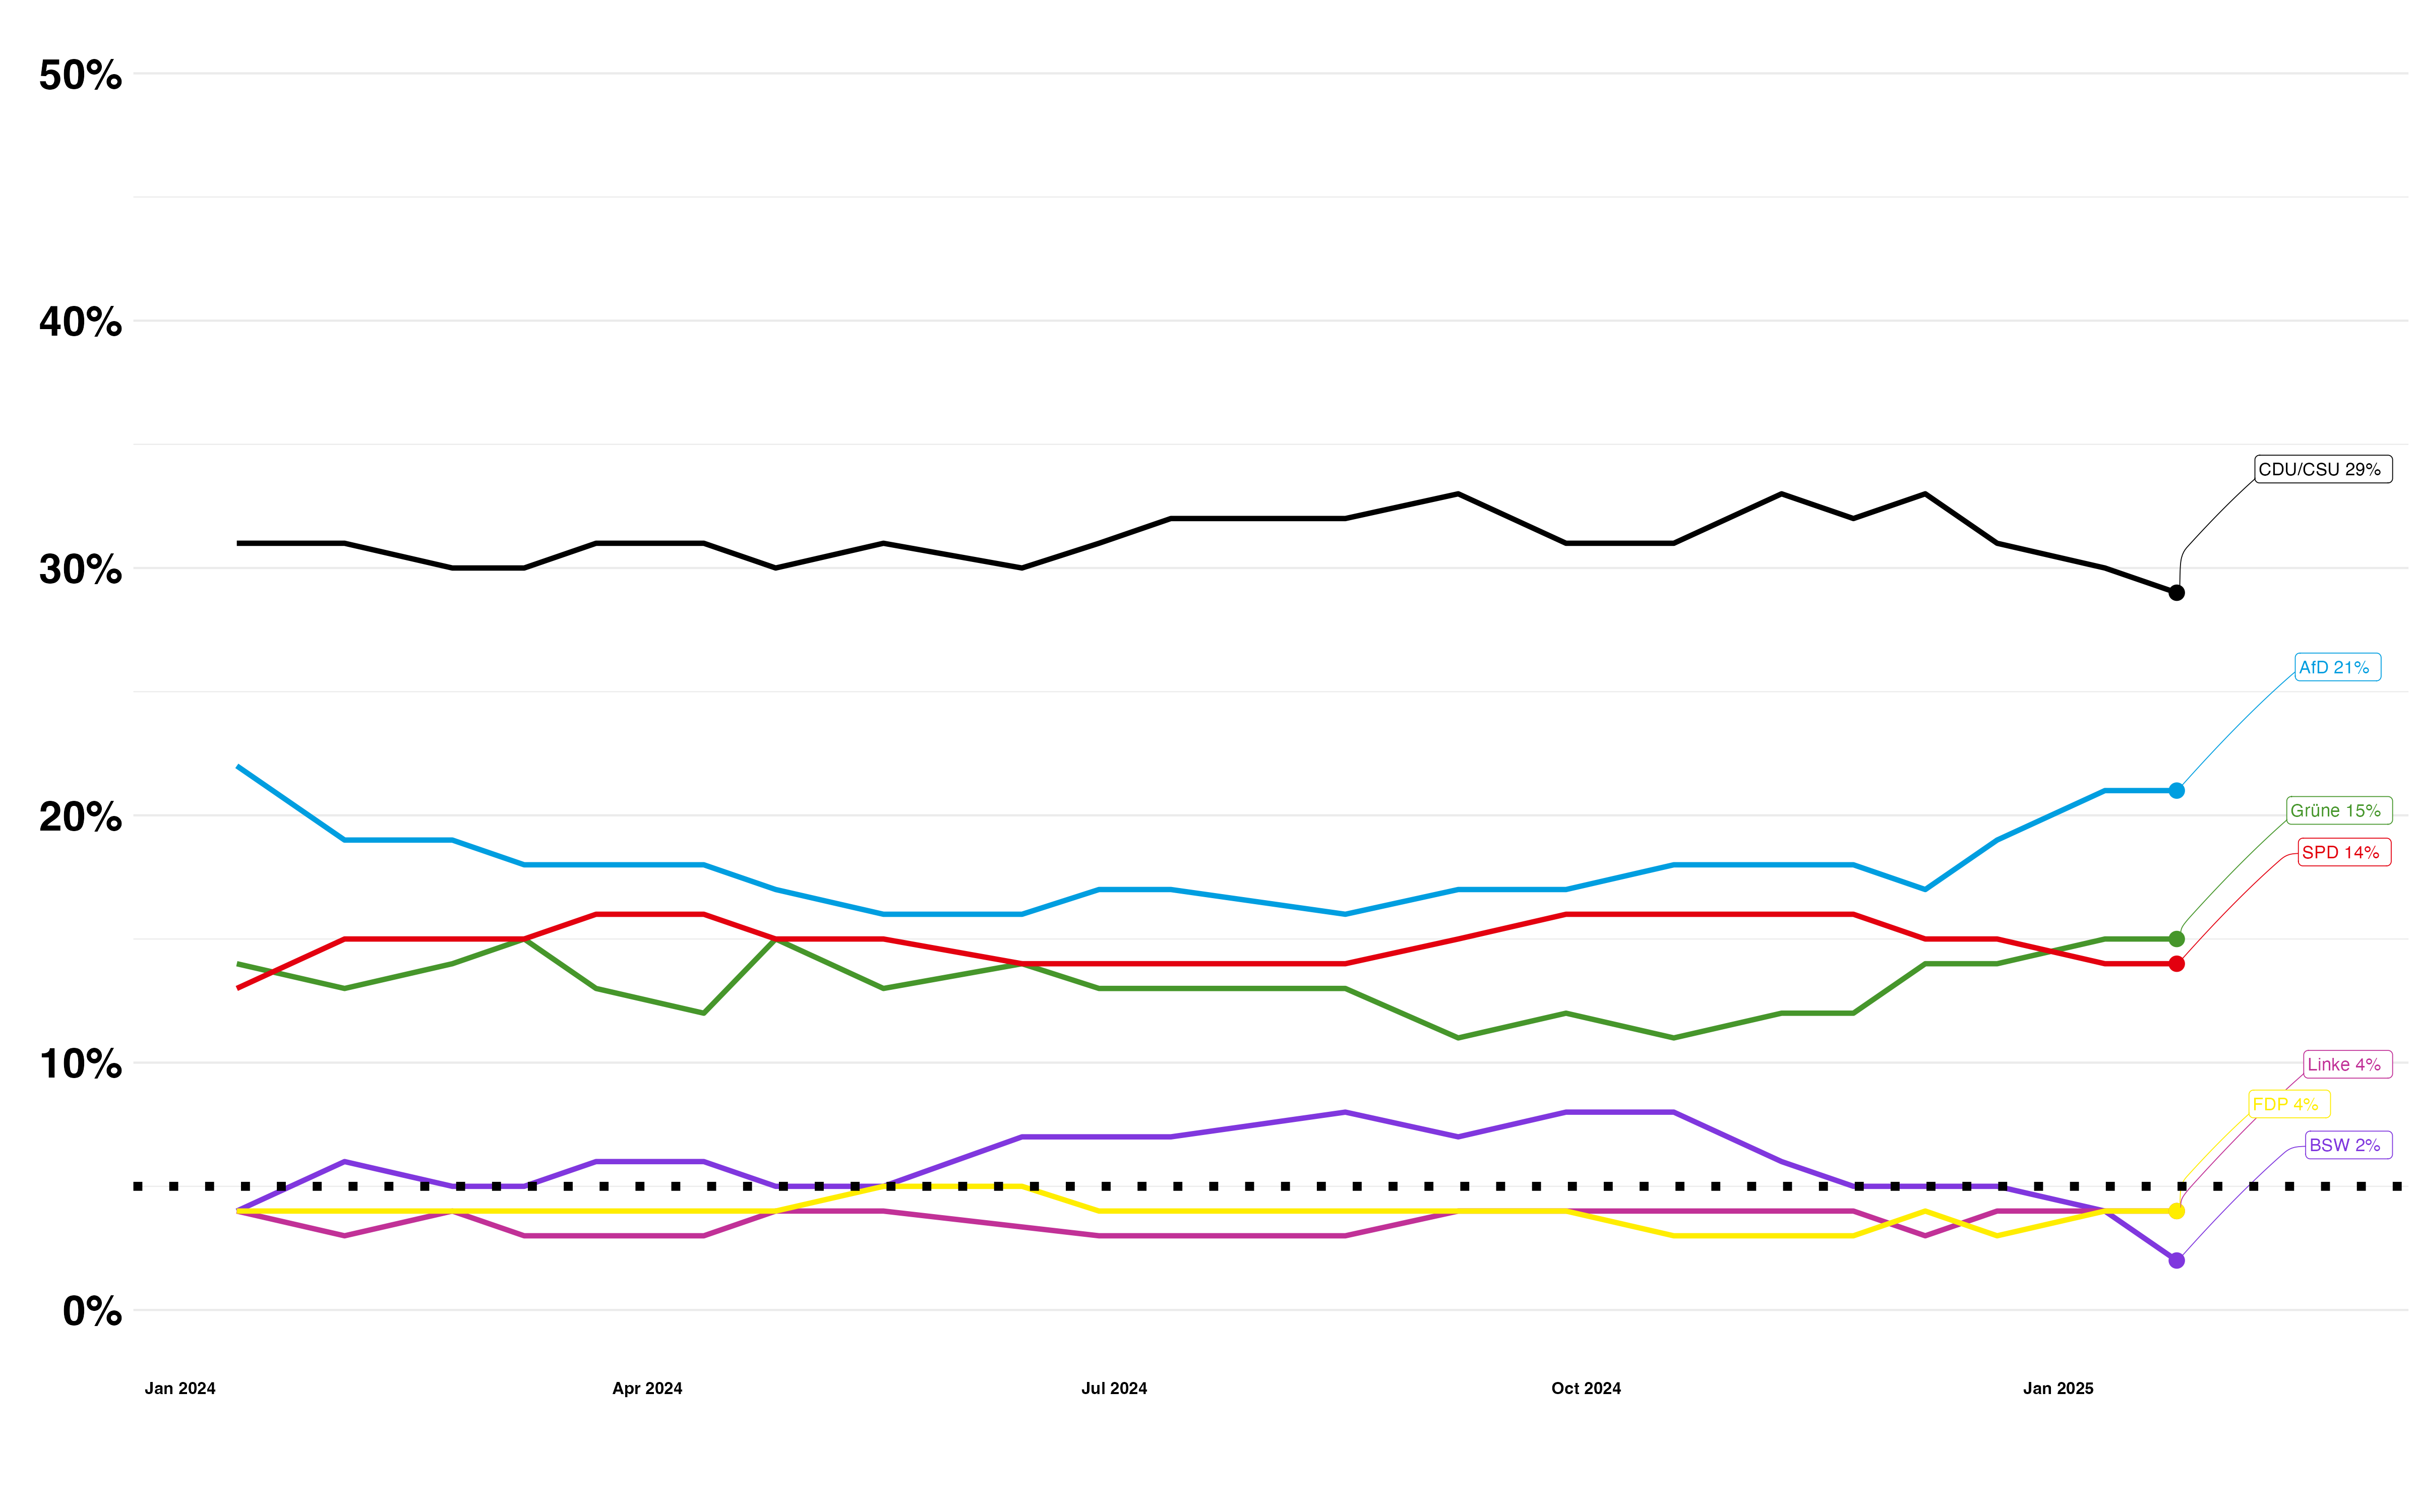 50%
40%
30%
20%
10%
0%
CDU/CSU 29%
AfD 21%
Grüne 15%
SPD 14%
Linke 4%
FDP 4%
BSW 2%
Jan 2024
Apr 2024
Jul 2024
Oct 2024
Jan 2025